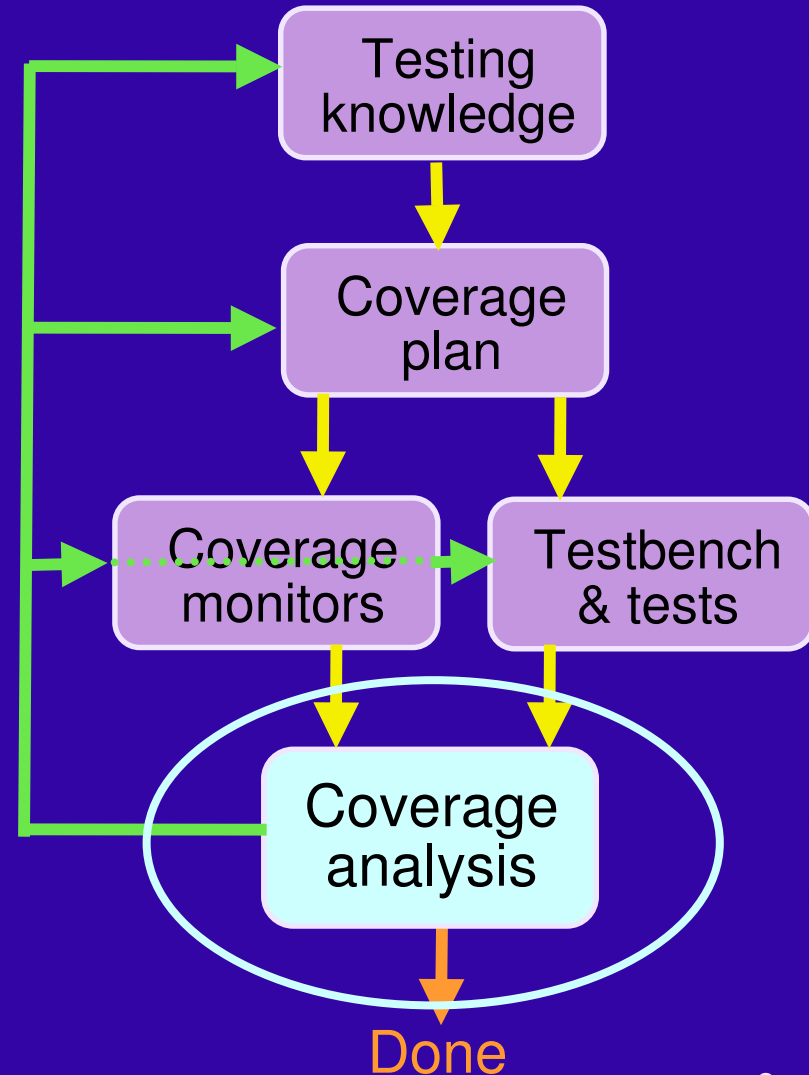 Testing
knowledge
Coverage
plan
Coverage
monitors
Testbench
& tests
Coverage
analysis
Done